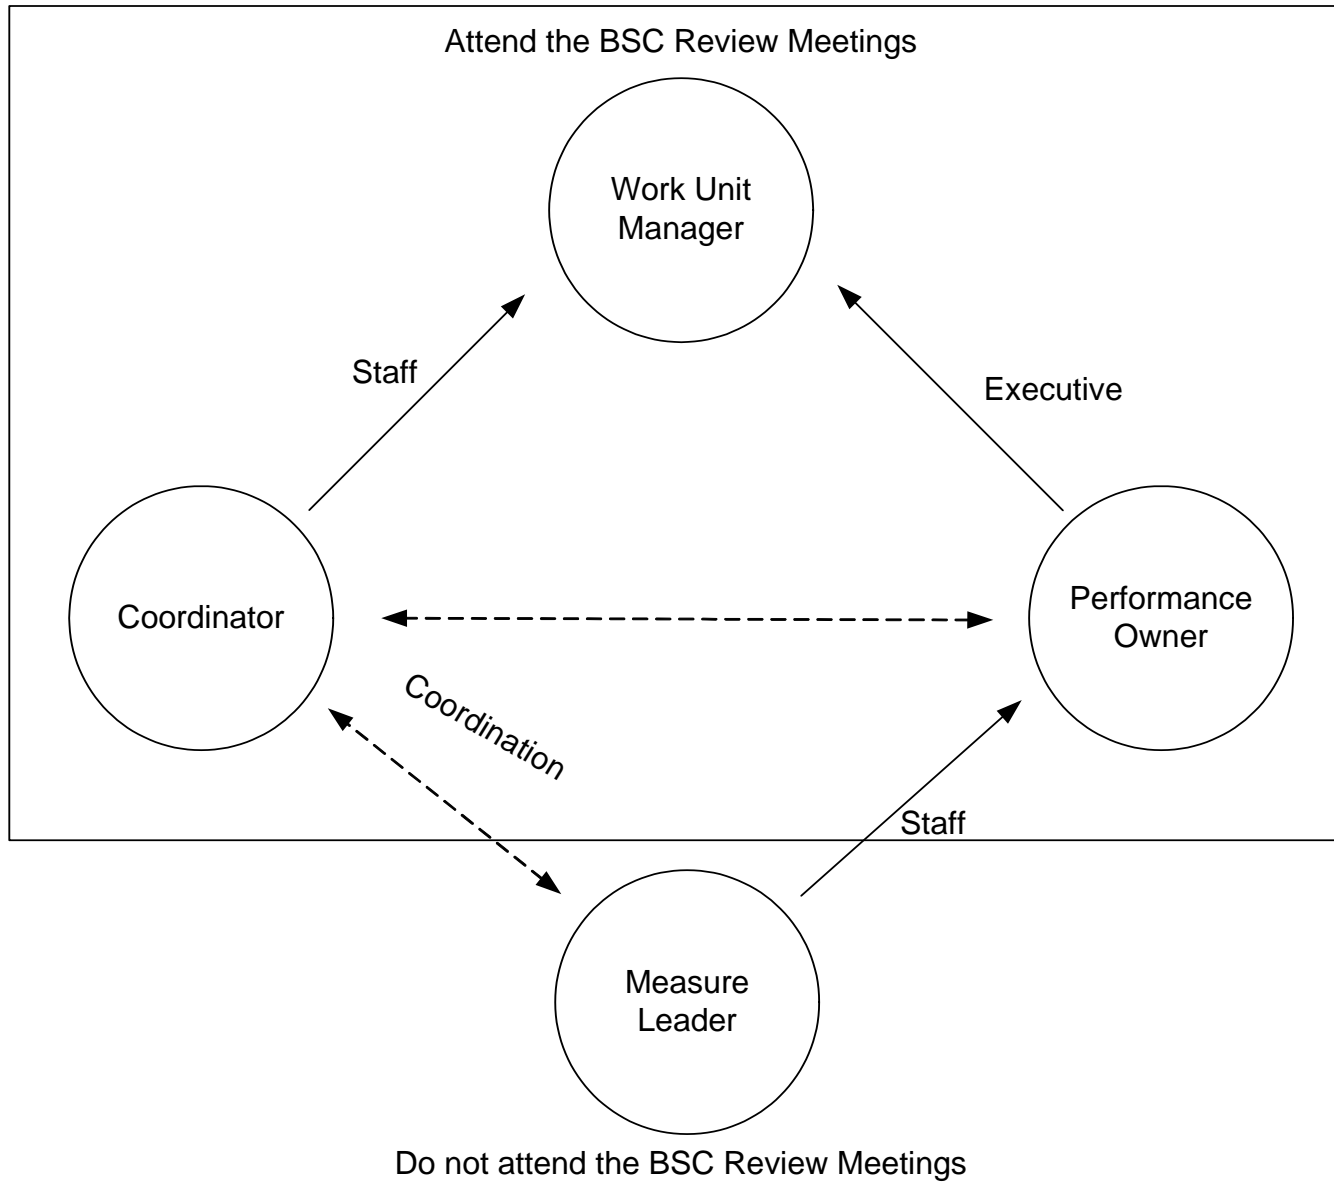 Attend the BSC Review Meetings
Work Unit
Manager
Staff
Executive
Coordinator
Performance
Owner
Coordination
Staff
Measure
Leader
Do not attend the BSC Review Meetings